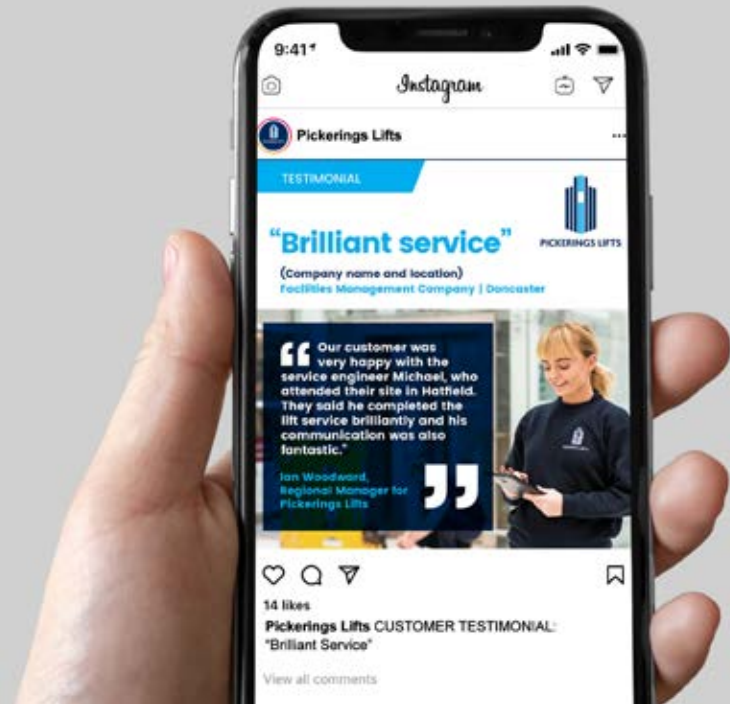 9:41
Instagram
Pickerings Lifts
TESTIMONIAL
PICKERINGS LIFTS
“Brilliant service”
(Company name and location)
Facilities Management Company | Doncaster
“ Our customer was
very happy with the
service engineer Michael, who
attended their site in Hatfield.
They said he completed the
lift service brilliantly and his
communication was also
fantastic.”
Ian Woodward,
Regional Manager for
Pickerings Lifts
”
14 likes
Pickerings Lifts CUSTOMER TESTIMONIAL:
"Brilliant Service"
View all comments